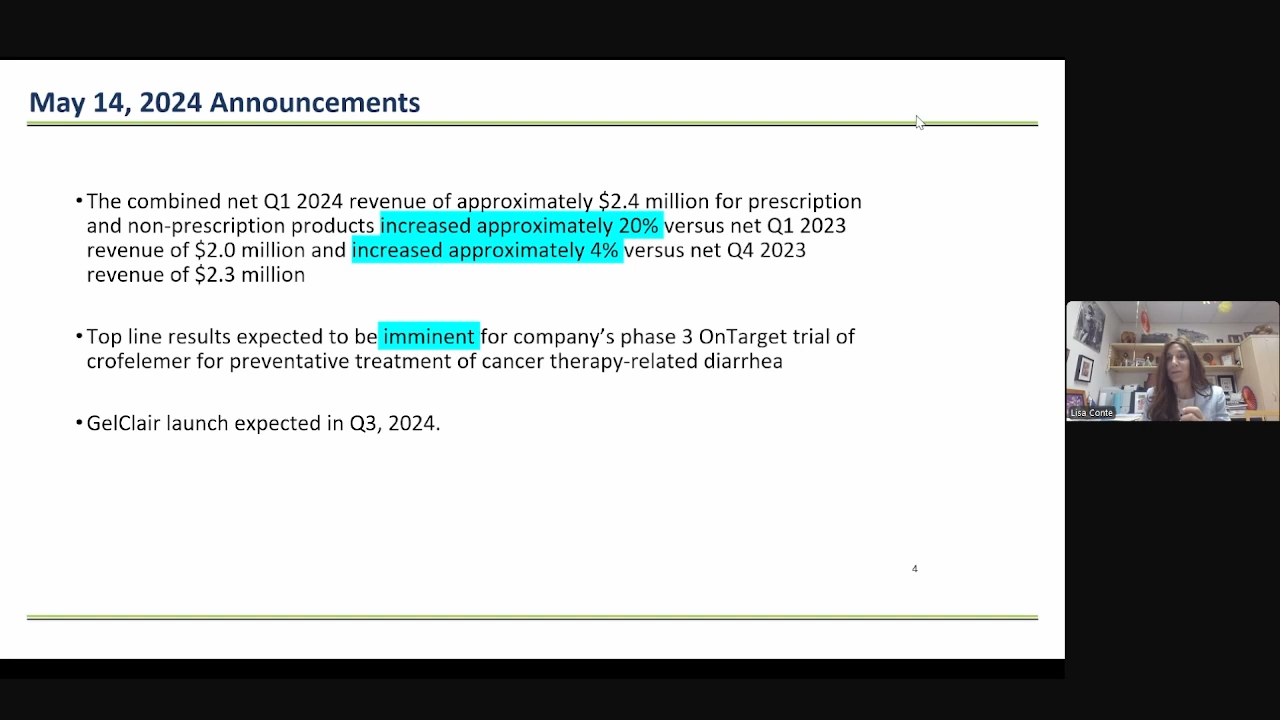 May 14, 2024 Announcements
•The combined net Q1 2024 revenue of approximately $2.4 million for prescription
and non-prescription products increased approximately 20% versus net Q1 2023
revenue of $2.0 million and increased approximately 4% versus net Q4 2023
revenue of $2.3 million
•Top line results expected to be imminent for company’s phase 3 OnTarget trial of
crofelemer for preventative treatment of cancer therapy-related diarrhea
•GelClair launch expected in Q3, 2024.
4
Lisa Conte